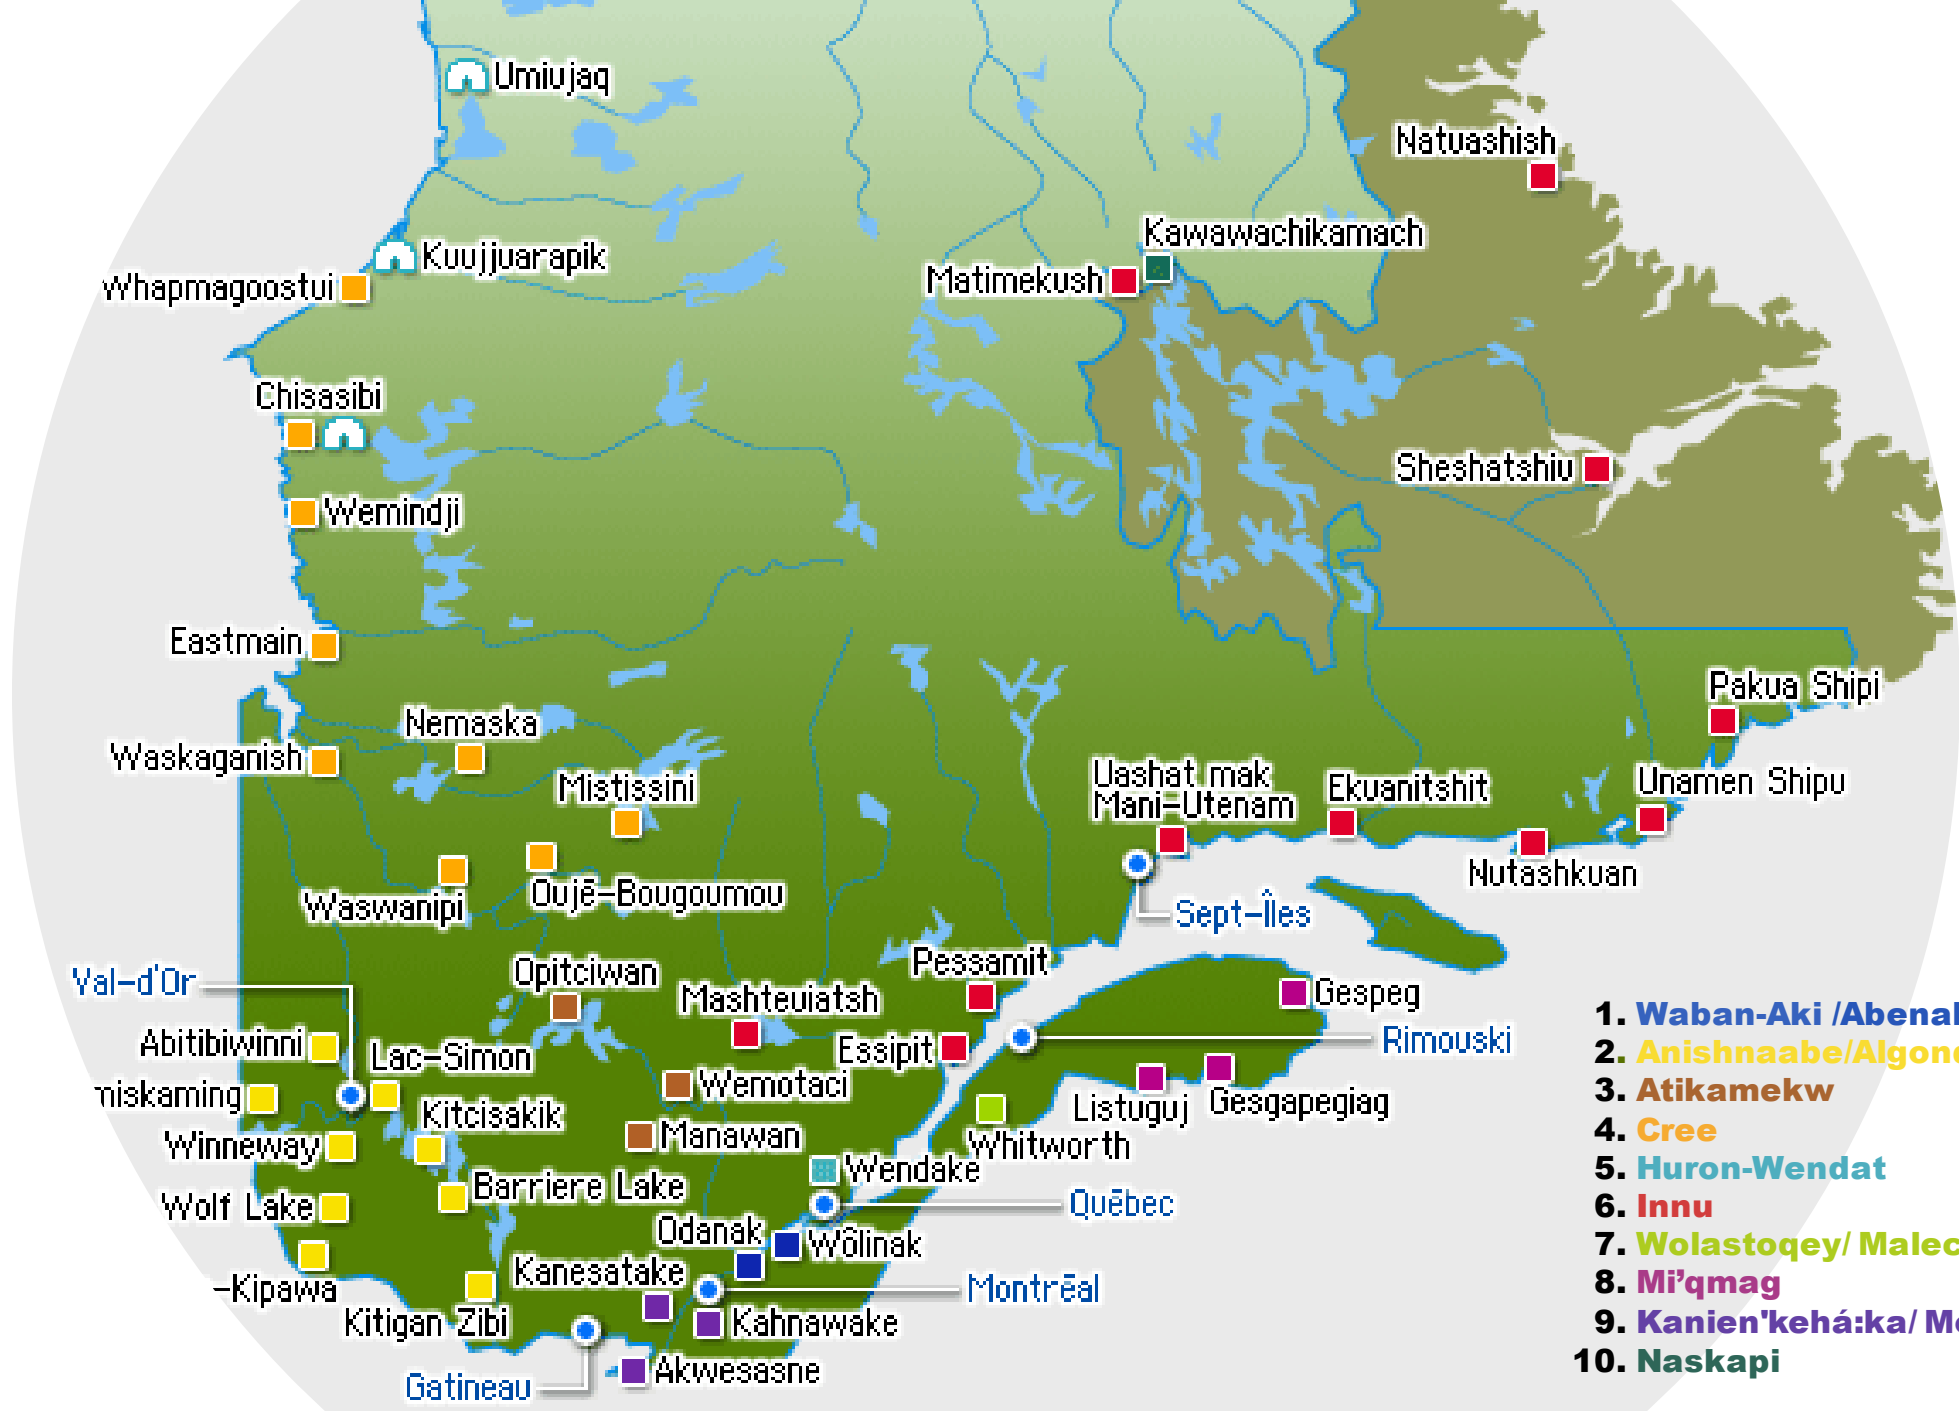 Umiujaq
Natuashish
Kawawachikamach
Kuujjuarapik
Matimekush
Whapmagoostui
Chisasibi
Sheshatshiu
Wemindji
Eastmain
Pakua Shipi
Nemaska
Waskaganish
Uashat mak
Mani-Utenam
Ekuanitshit
Unamen Shipu
Mistissini
Nutashkuan
Oujé-Bougoumou
Waswanipi
Sept-Îles
Pessamit
Val-d'Or
Opitciwan
Mashteuiatsh
Gespeg
Abitibiwinni
Lac-Simon
Essipit
Rimouski
miskaming
Wemotaci
Kitcisakik
Listuguj
Gesgapegiag
Winneway
Manawan
Whitworth
Wendake
Barriere Lake
Wolf Lake
Québec
Odanak
Wôlinak
Kanesatake
-Kipawa
Montréal
Kitigan Zibi
Kahnawake
Akwesasne
Gatineau
1. Waban-Aki /Abenal
2. Anishnaabe/Algon
3. Atikamekw
4. Cree
5. Huron-Wendat
6. Innu
7. Wolastoqey/ Malec
8. Mi’qmag
9. Kanien'kehá:ka/ M
10. Naskapi